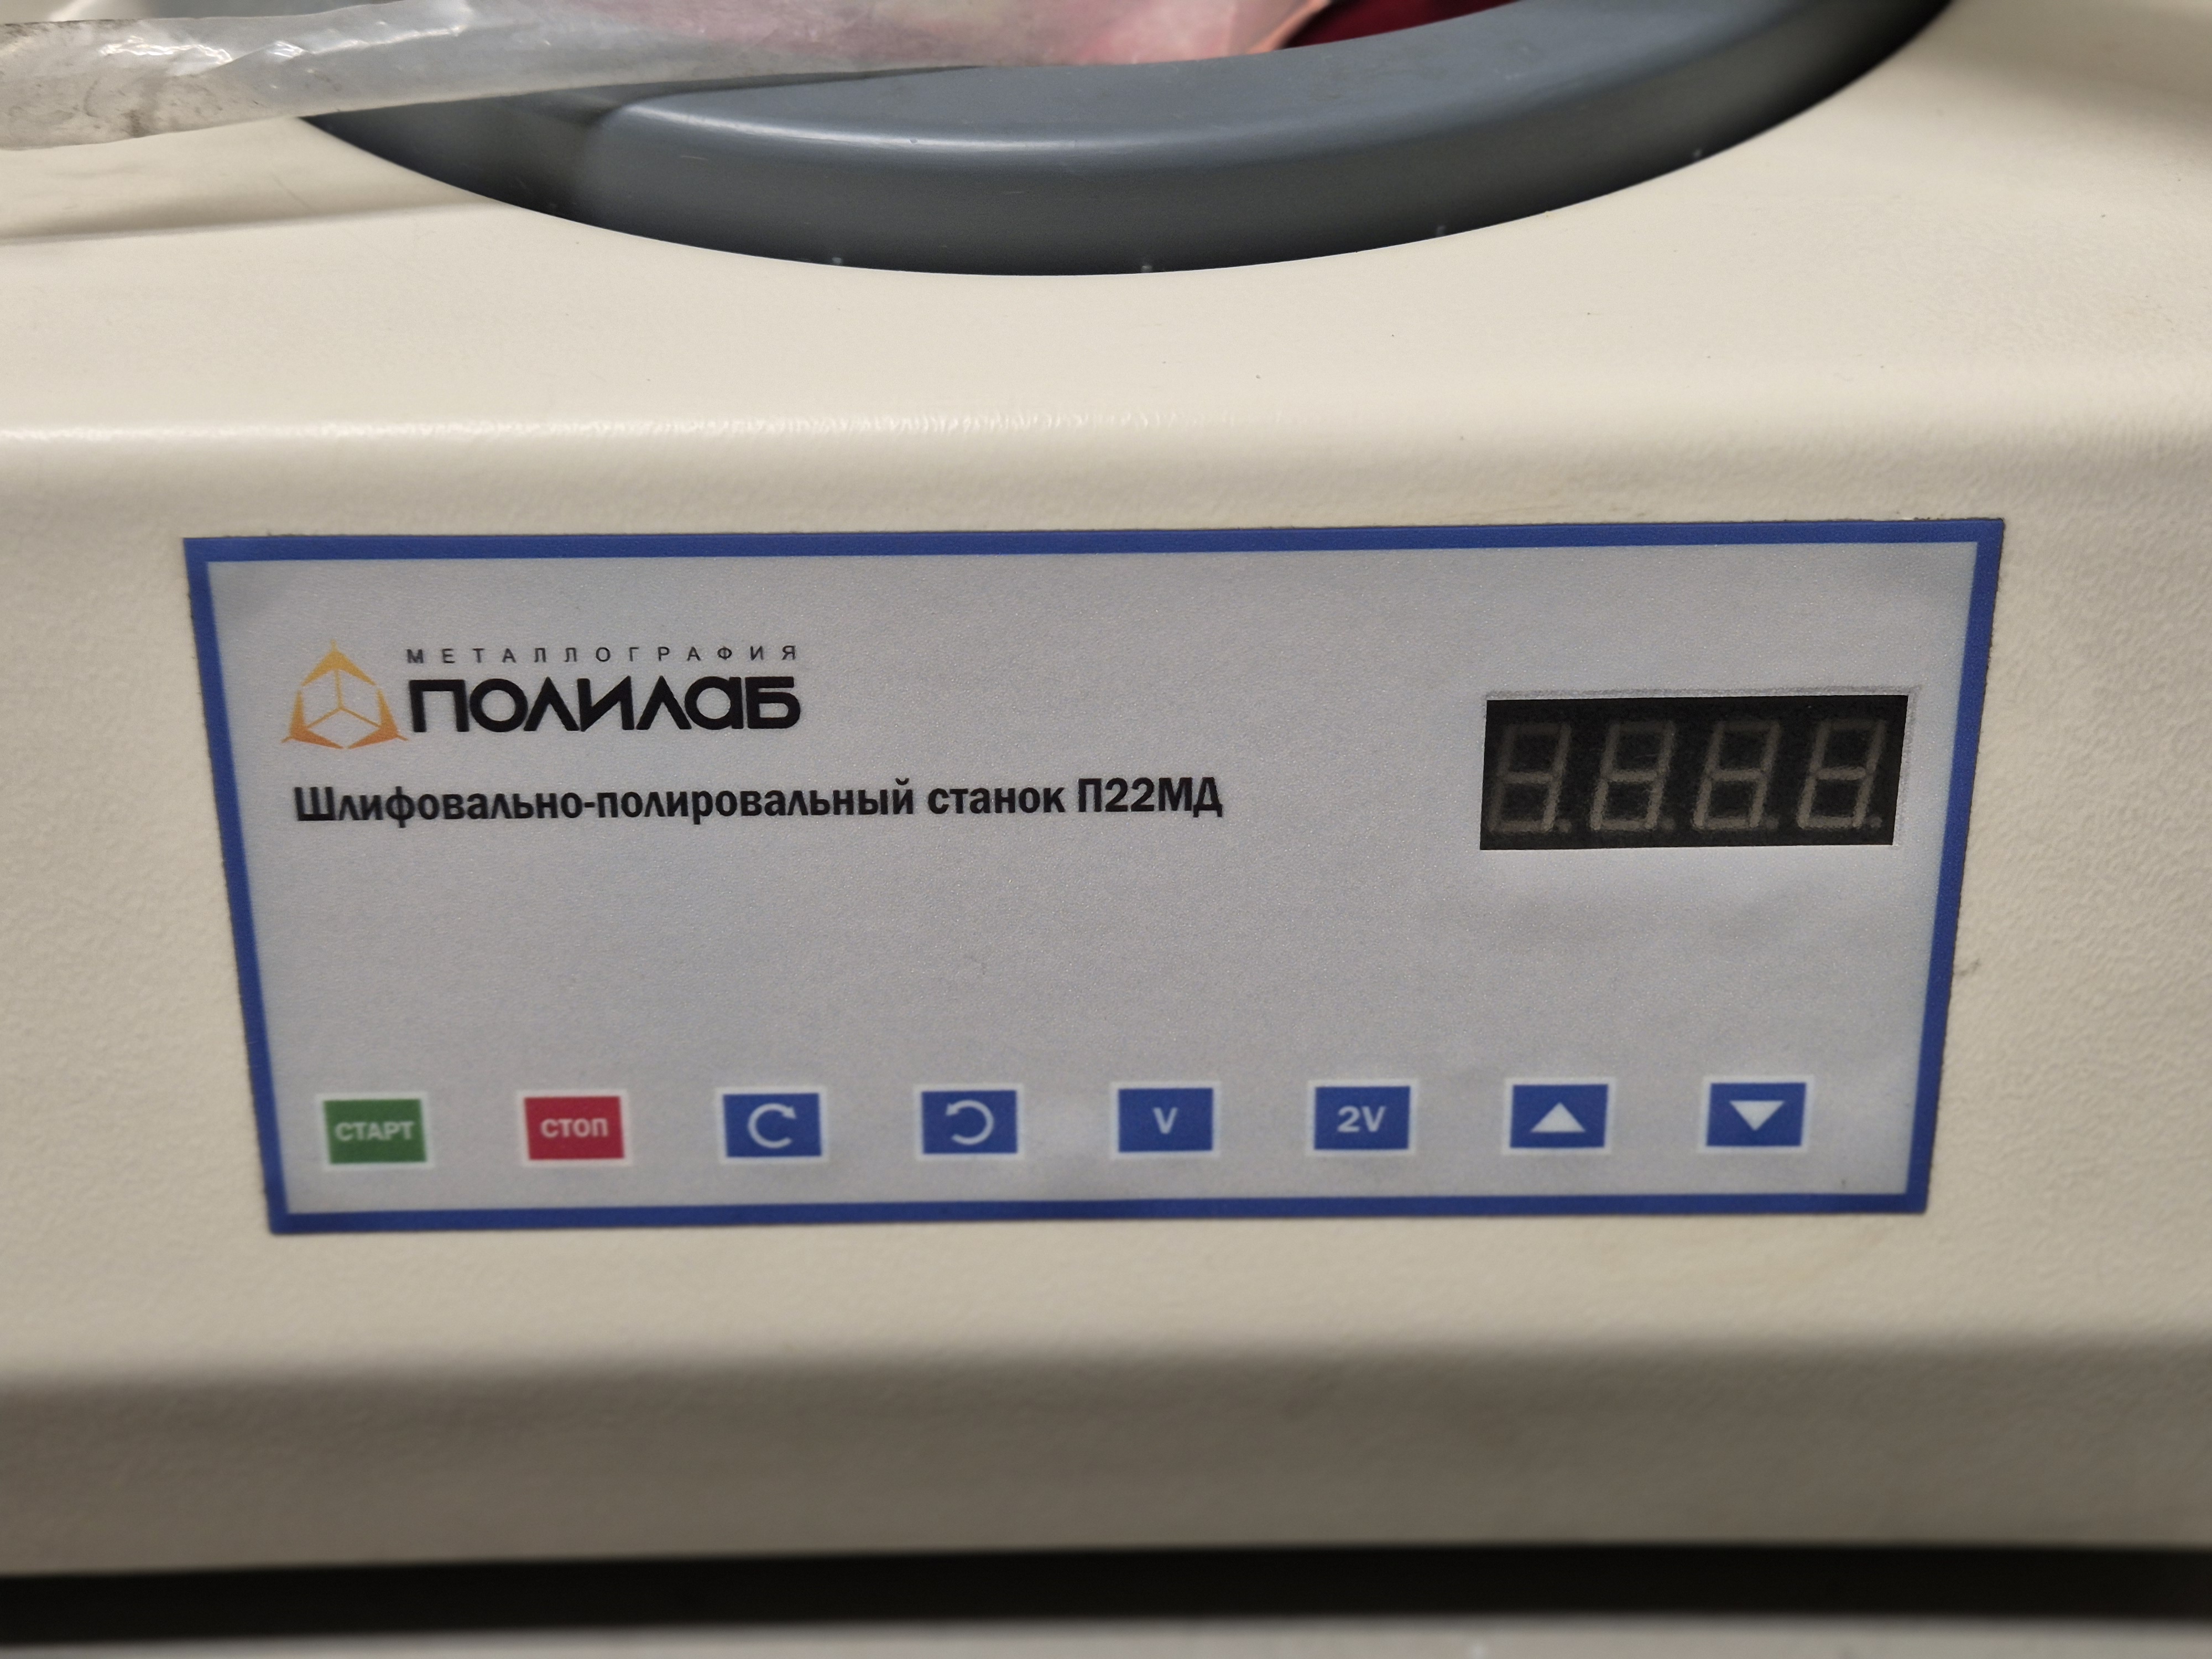 МЕТАЛЛОГРАФИЯ
ПОЛИЛАБ
Шлифовально-полировальный станок П22МД
СТАРТ СТОП V 2V